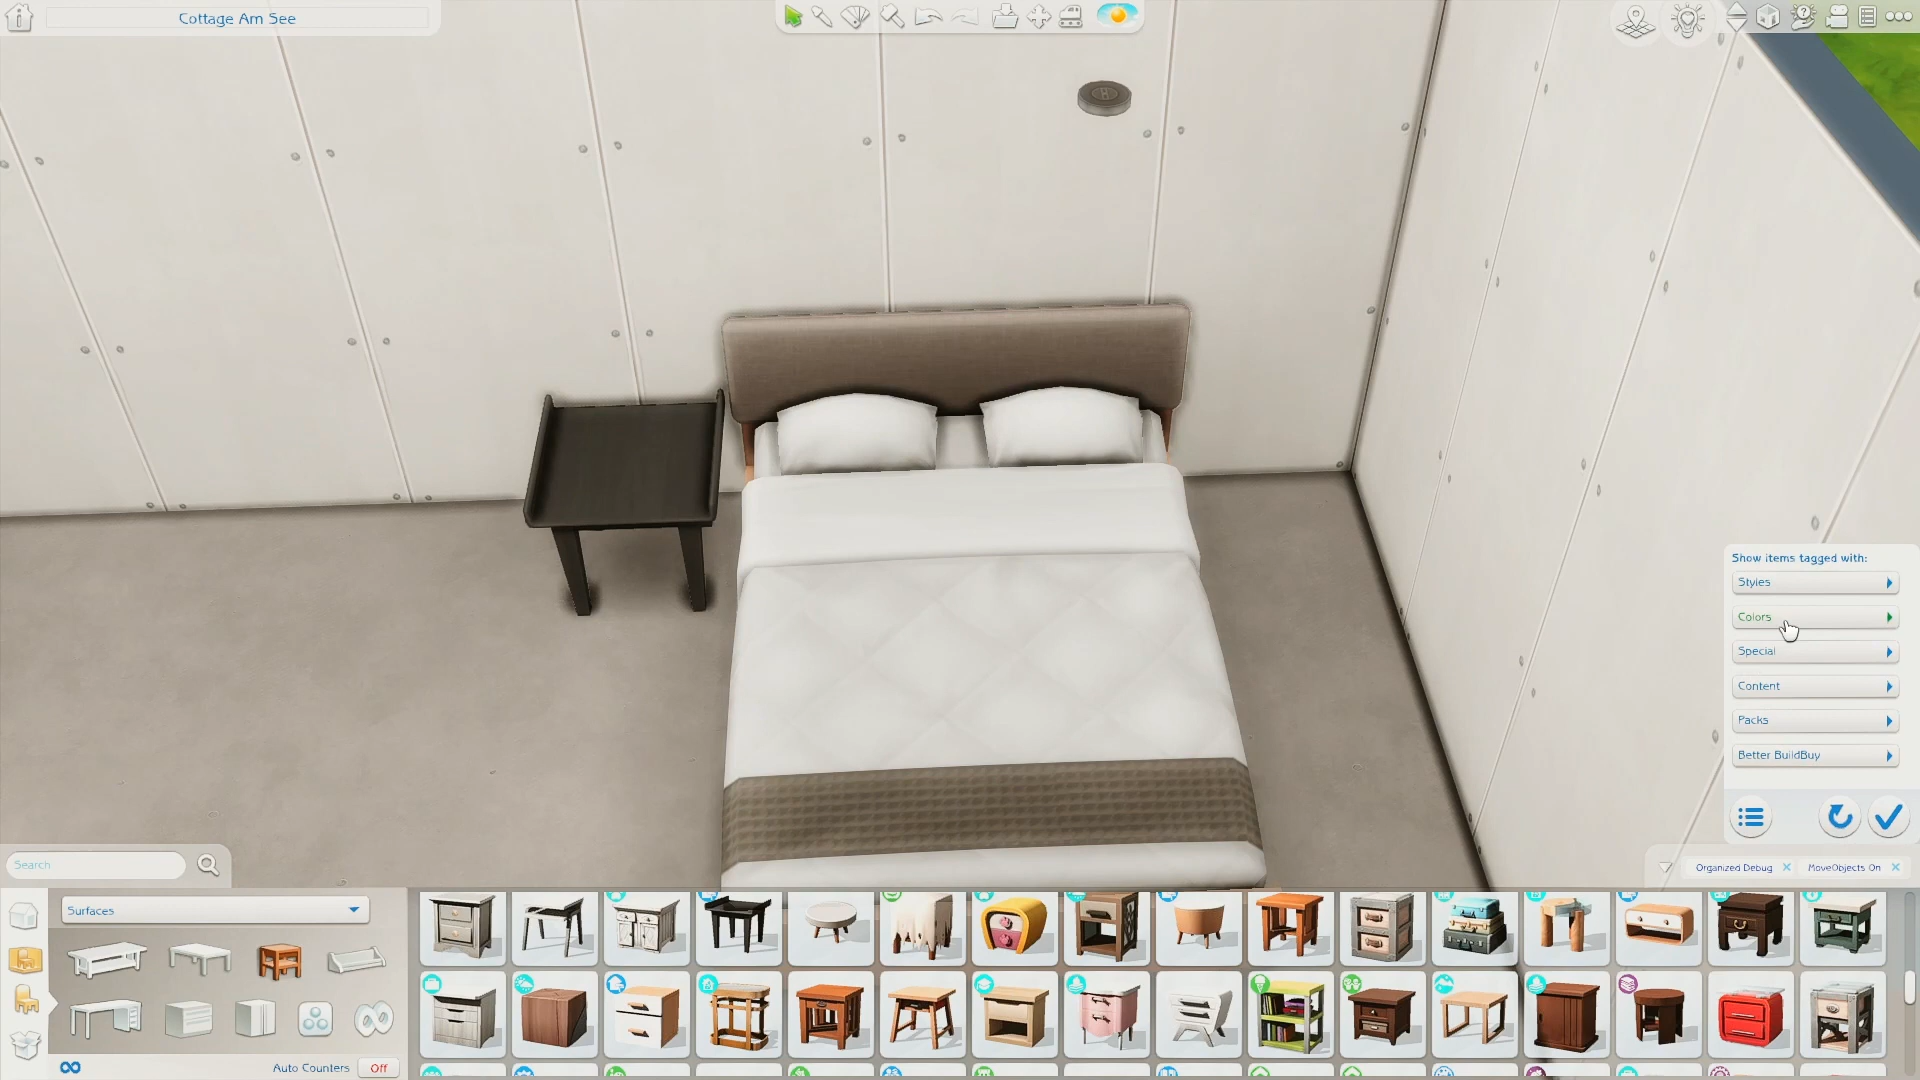 Cottage Am See
Show items tagged with:
Styles
Colors
Special
Content
Packs
Better BuildBuy
Organized Debug
MoveObjects On
Search
Surfaces
Auto Counters
Off